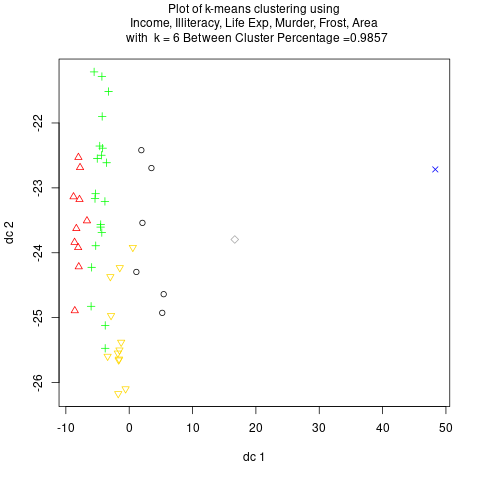 Plot of k-means clustering using
Income, Illiteracy, Life Exp, Murder, Frost, Area
with  k = 6 Between Cluster Percentage =0.9857
-22
-23
-24
-25
-26
dc 2
-10
0
10
20
30
40
50
dc 1